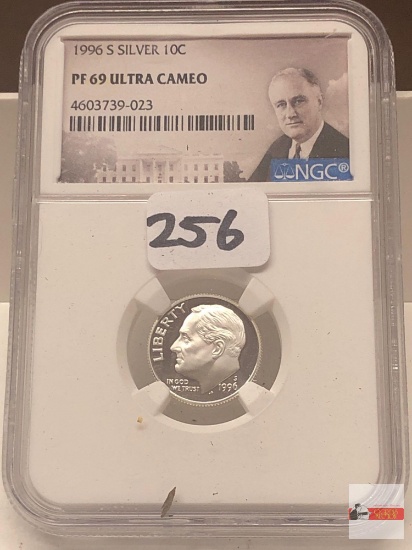 1996 S SILVER 10C
PF 69 ULTRA CAMEO
4603739-023
NGC®
256
LIBERTY
IN GOD
WE TRUST
S
1996